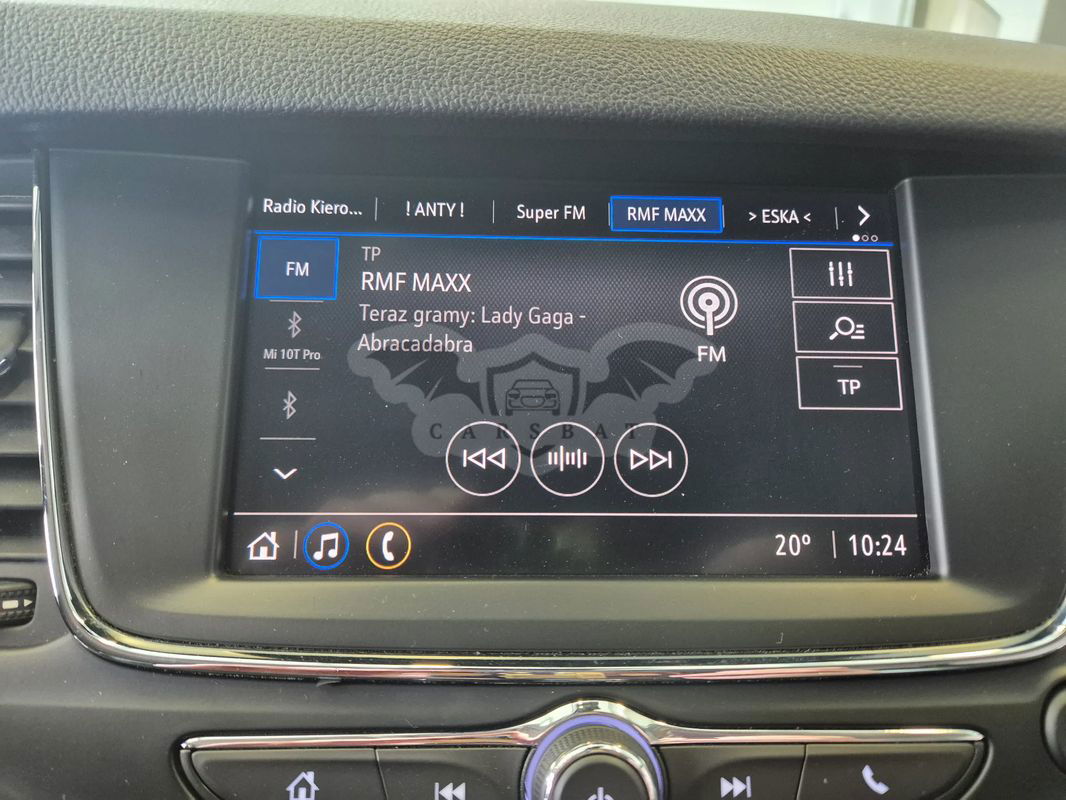 Radio Kiero... ! ANTY ! Super FM RMF MAXX > ESKA <
FM
TP
RMF MAXX
Teraz gramy: Lady Gaga -
Abracadabra
FM
Mi 10T Pro
TP
CARSBAT
20° 10:24